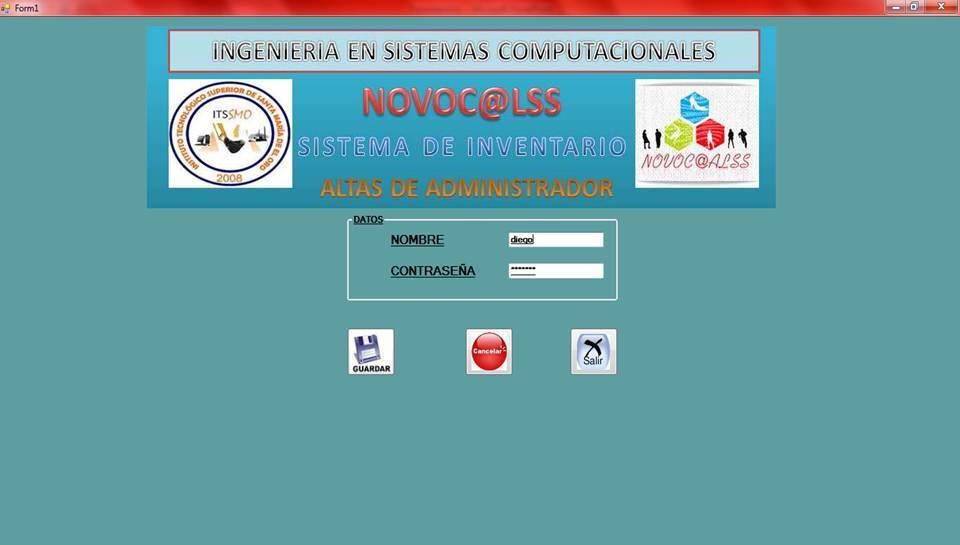 Form1
INGENIERIA EN SISTEMAS COMPUTACIONALES
INSTITUTO TECNOLÓGICO SUPERIOR DE SANTA MARÍA DE EL ORO
ITSSMO
2008
NOVOC@LSS
SISTEMA DE INVENTARIO
ALTAS DE ADMINISTRADOR
NOVOC@ALSS
DATOS
NOMBRE diego
CONTRASEÑA *******
GUARDAR
Cancelar
Salir